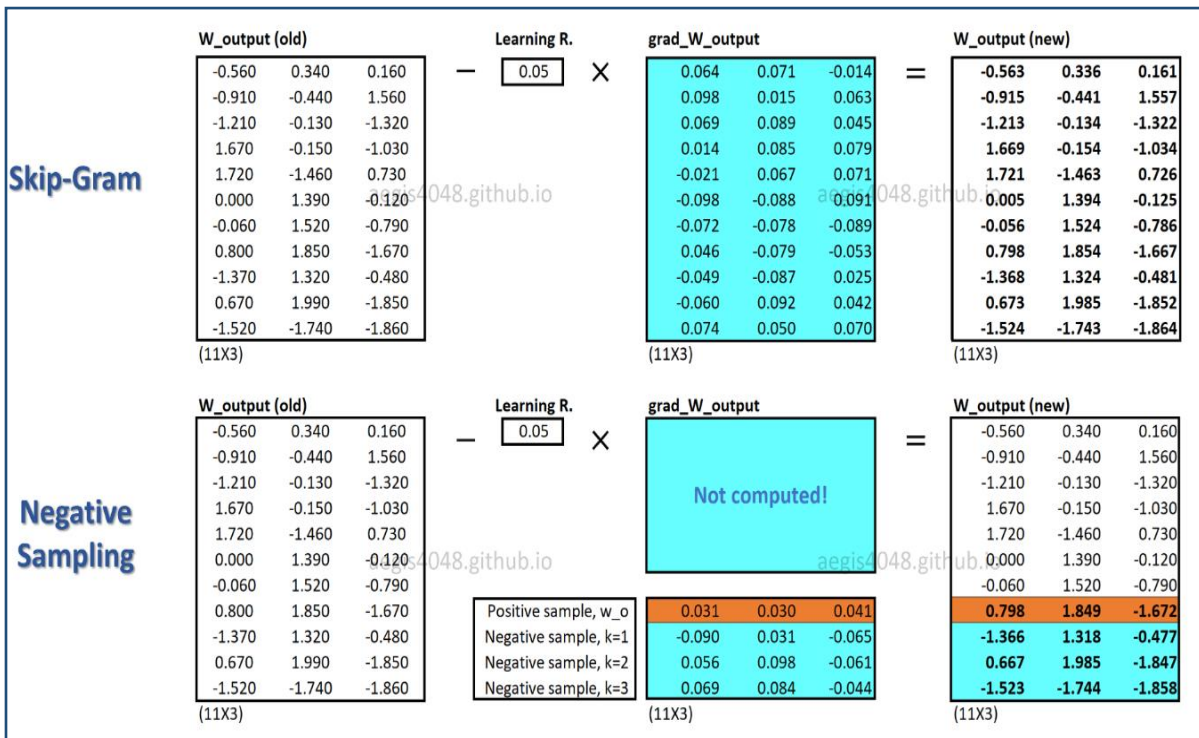 W_output (old) Learning R. grad_W_output W_output (new)
-0.560 0.340 0.160 − 0.05 × 0.064 0.071 -0.014 = -0.563 0.336 0.161
-0.910 -0.440 1.560 0.098 0.015 0.063 -0.915 -0.441 1.557
-1.210 -0.130 -1.320 0.069 0.089 0.045 -1.213 -0.134 -1.322
1.670 -0.150 -1.030 0.014 0.085 0.079 1.669 -0.154 -1.034
Skip-Gram 1.720 -1.460 0.730 -0.021 0.067 0.071 1.721 -1.463 0.726
aegis4048.github.io aegis4048.github.io
0.000 1.390 -0.120 -0.098 -0.088 0.091 0.005 1.394 -0.125
-0.060 1.520 -0.790 -0.072 -0.078 -0.089 -0.056 1.524 -0.786
0.800 1.850 -1.670 0.046 -0.079 -0.053 0.798 1.854 -1.667
-1.370 1.320 -0.480 -0.049 -0.087 0.025 -1.368 1.324 -0.481
0.670 1.990 -1.850 -0.060 0.092 0.042 0.673 1.985 -1.852
-1.520 -1.740 -1.860 0.074 0.050 0.070 -1.524 -1.743 -1.864
(11X3) (11X3) (11X3)
W_output (old) Learning R. grad_W_output W_output (new)
-0.560 0.340 0.160 − 0.05 × = -0.560 0.340 0.160
-0.910 -0.440 1.560 -0.910 -0.440 1.560
-1.210 -0.130 -1.320 Not computed! -1.210 -0.130 -1.320
Negative 1.670 -0.150 -1.030 1.670 -0.150 -1.030
Sampling 1.720 -1.460 0.730 1.720 -1.460 0.730
aegis4048.github.io aegis4048.github.io
0.000 1.390 -0.120 0.000 1.390 -0.120
-0.060 1.520 -0.790 -0.060 1.520 -0.790
0.800 1.850 -1.670 Positive sample, w_o 0.031 0.030 0.041 0.798 1.849 -1.672
-1.370 1.320 -0.480 Negative sample, k=1 -0.090 0.031 -0.065 -1.366 1.318 -0.477
0.670 1.990 -1.850 Negative sample, k=2 0.056 0.098 -0.061 0.667 1.985 -1.847
-1.520 -1.740 -1.860 Negative sample, k=3 0.069 0.084 -0.044 -1.523 -1.744 -1.858
(11X3) (11X3) (11X3)